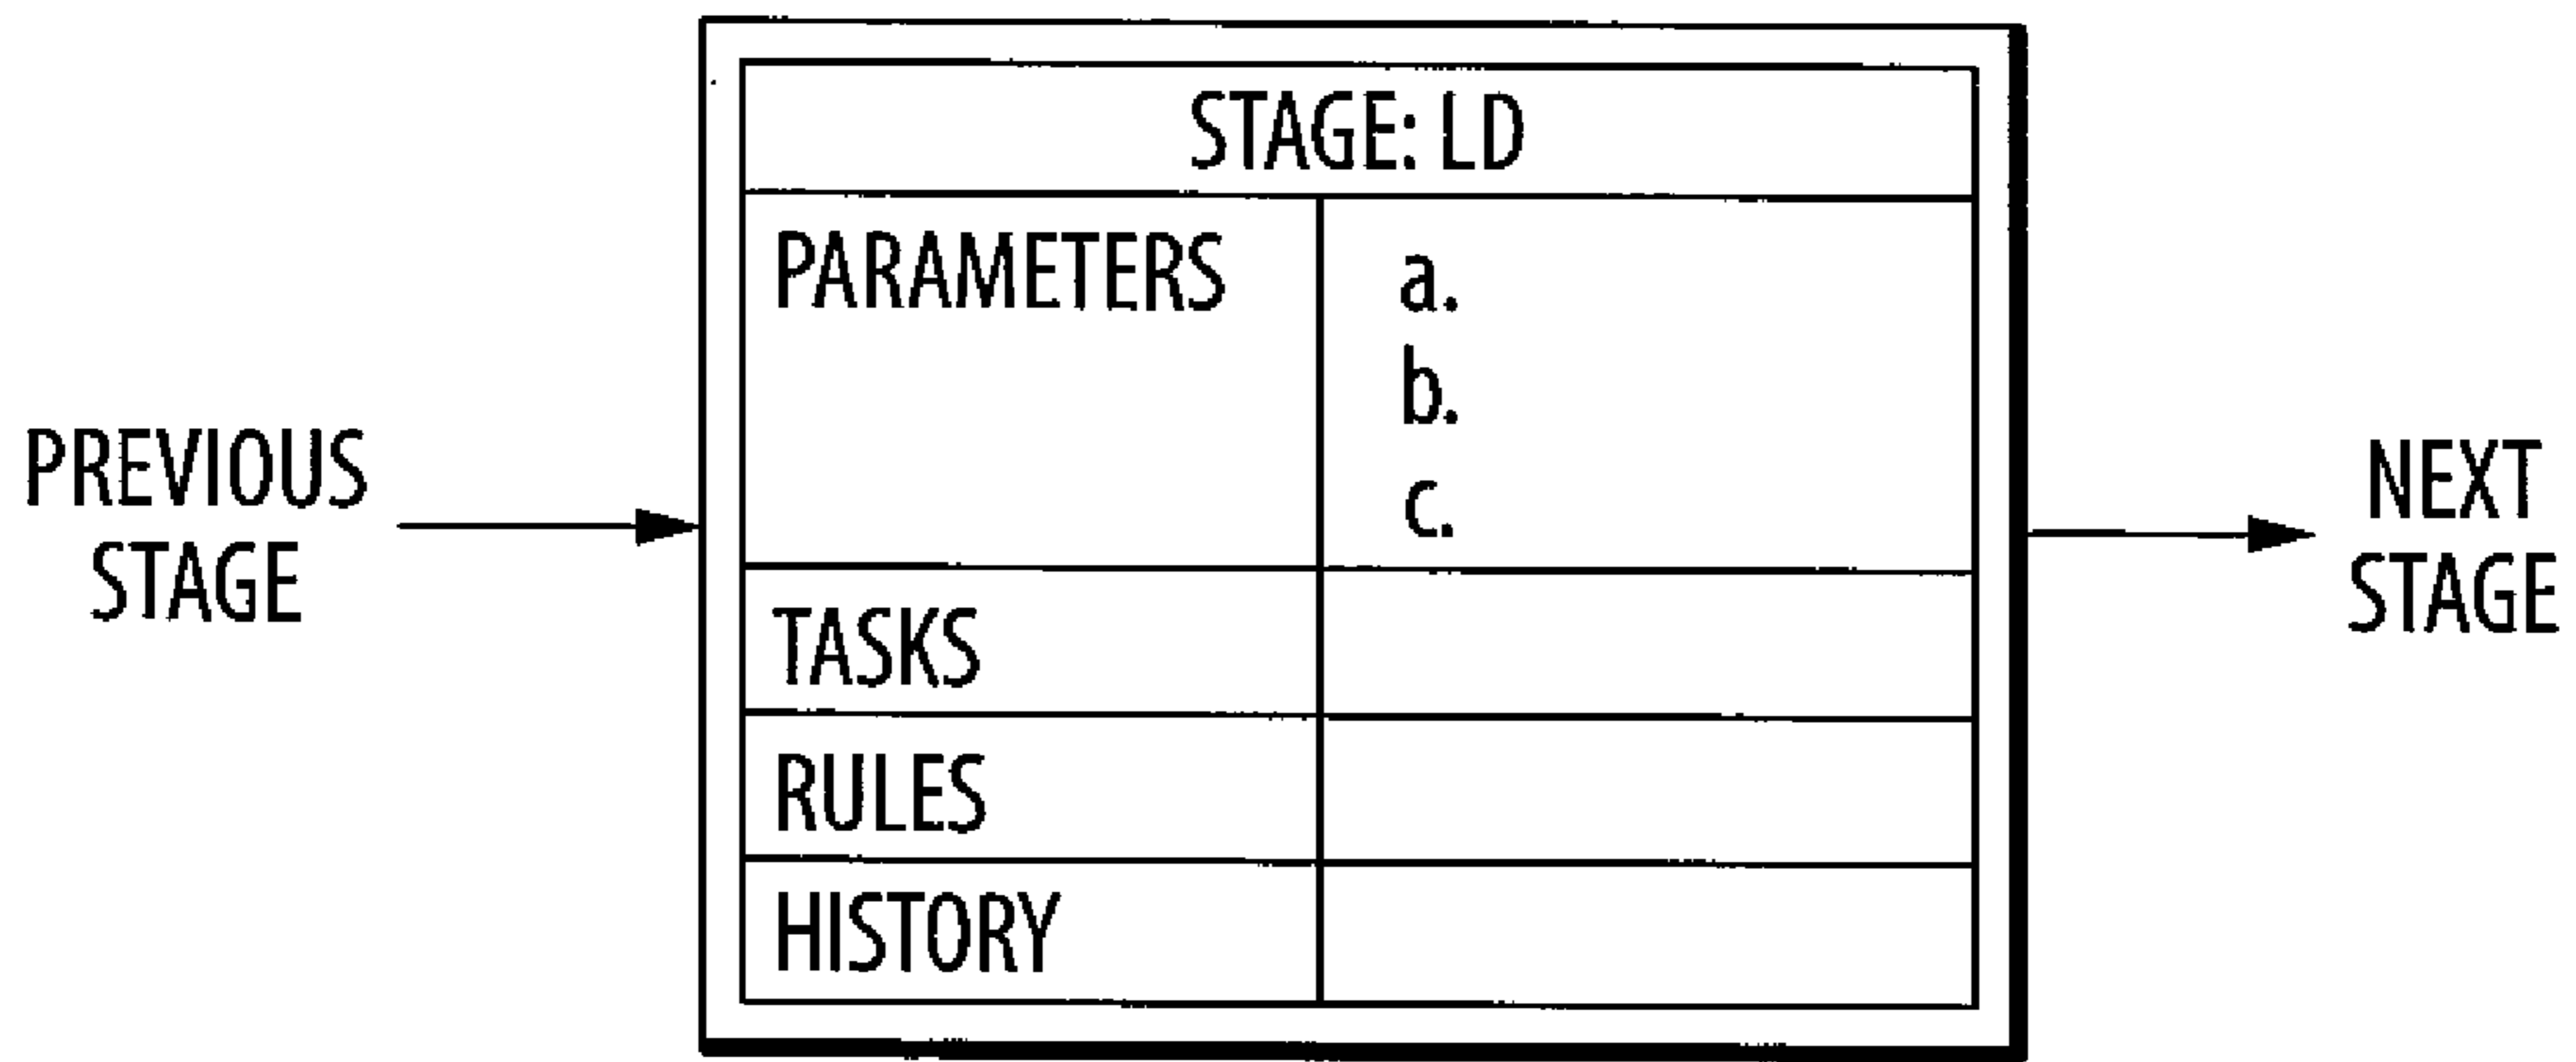 STAGE: LD
PARAMETERS
a.
b.
c.
PREVIOUS
STAGE
NEXT
STAGE
TASKS
RULES
HISTORY